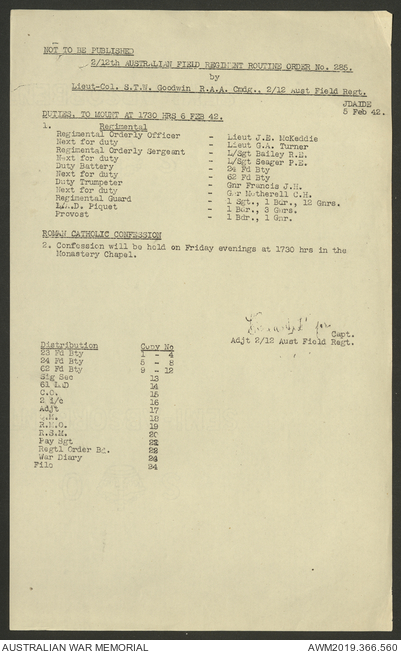 NOT TO BE PUBLISHED
2/12th AUSTRALIAN FIELD REGIMENT ROUTINE ORDER No. 285.
by
Lieut-Col. S.T.W. Goodwin R.A.A. Cmdg., 2/12 Aust Field Regt.
JDAIDE
5 Feb 42.
DUTIES, TO MOUNT AT 1730 HRS 6 FEB 42.
1. Regimental
Regimental Orderly Officer - Lieut J.E. McKeddie
Next for duty - Lieut G.A. Turner
Regimental Orderly Sergeant - L/Sgt Bailey R.E.
Next for duty - L/Sgt Seager P.E.
Duty Battery - 24 Fd Bty
Next for duty - 62 Fd Bty
Duty Trumpeter - Gnr Francis J.H.
Next for duty - Gnr Motherell C.H.
Regimental Guard - 1 Sgt., 1 Bdr., 12 Gnrs.
L.A.D. Piquet - 1 Bdr., 3 Gnrs.
Provost - 1 Bdr., 1 Gnr.
ROMAN CATHOLIC CONFESSION
2. Confession will be held on Friday evenings at 1730 hrs in the
Monastery Chapel.
Capt.
Adjt 2/12 Aust Field Regt.
Distribution Copy No
23 Fd Bty 1 - 4
24 Fd Bty 5 - 8
62 Fd Bty 9 - 12
Sig Sec 13
61 LAD 14
C.O. 15
2 i/c 16
Adjt 17
Q.M. 18
R.M.O. 19
R.S.M. 20
Pay Sgt 22
Regtl Order Bd. 22
War Diary 24
File 24
AUSTRALIAN WAR MEMORIAL AWM2019.366.560